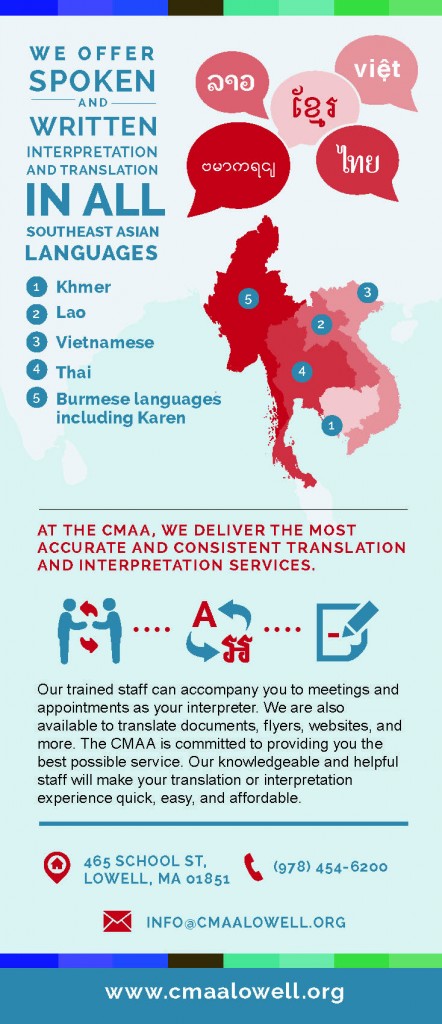 WE OFFER
SPOKEN
AND
WRITTEN
INTERPRETATION
AND TRANSLATION
IN ALL
SOUTHEAST ASIAN
LANGUAGES
ລາວ
việt
ខ្មែរ
ဗမာကရငျ
ไทย
1 Khmer
2 Lao
3 Vietnamese
4 Thai
5 Burmese languages
including Karen
5
3
2
4
1
AT THE CMAA, WE DELIVER THE MOST
ACCURATE AND CONSISTENT TRANSLATION
AND INTERPRETATION SERVICES.
A
Our trained staff can accompany you to meetings and
appointments as your interpreter. We are also
available to translate documents, flyers, websites, and
more. The CMAA is committed to providing you the
best possible service. Our knowledgeable and helpful
staff will make your translation or interpretation
experience quick, easy, and affordable.
465 SCHOOL ST,
LOWELL, MA 01851
(978) 454-6200
INFO@CMAALOWELL.ORG
www.cmaalowell.org